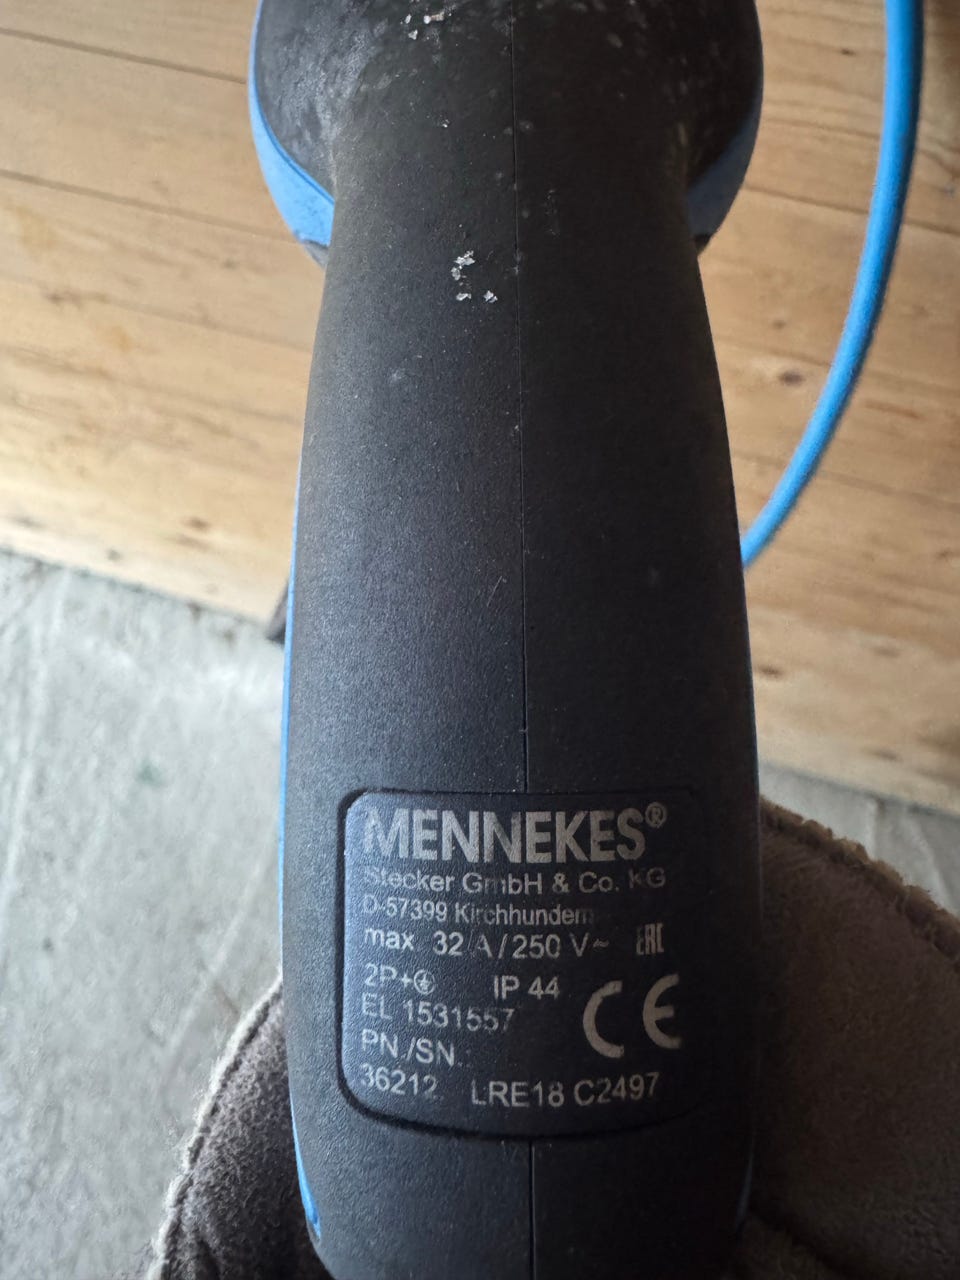 MENNEKES®
Stecker GmbH & Co. KG
D-57399 Kirchhundem
max 32 A/250 V~ EAC
2P+⏚ IP 44
EL 1531557
CE
PN./SN.:
36212. LRE18 C2497